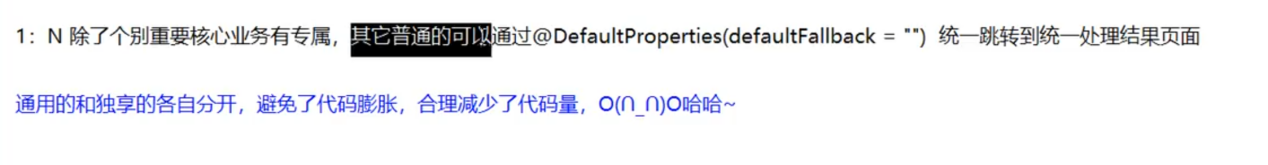 1：N 除了个别重要核心业务有专属，其它普通的可以通过@DefaultProperties(defaultFallback = "") 统一跳转到统一处理结果页面
通用的和独享的各自分开，避免了代码膨胀，合理减少了代码量，O(∩_∩)O哈哈~